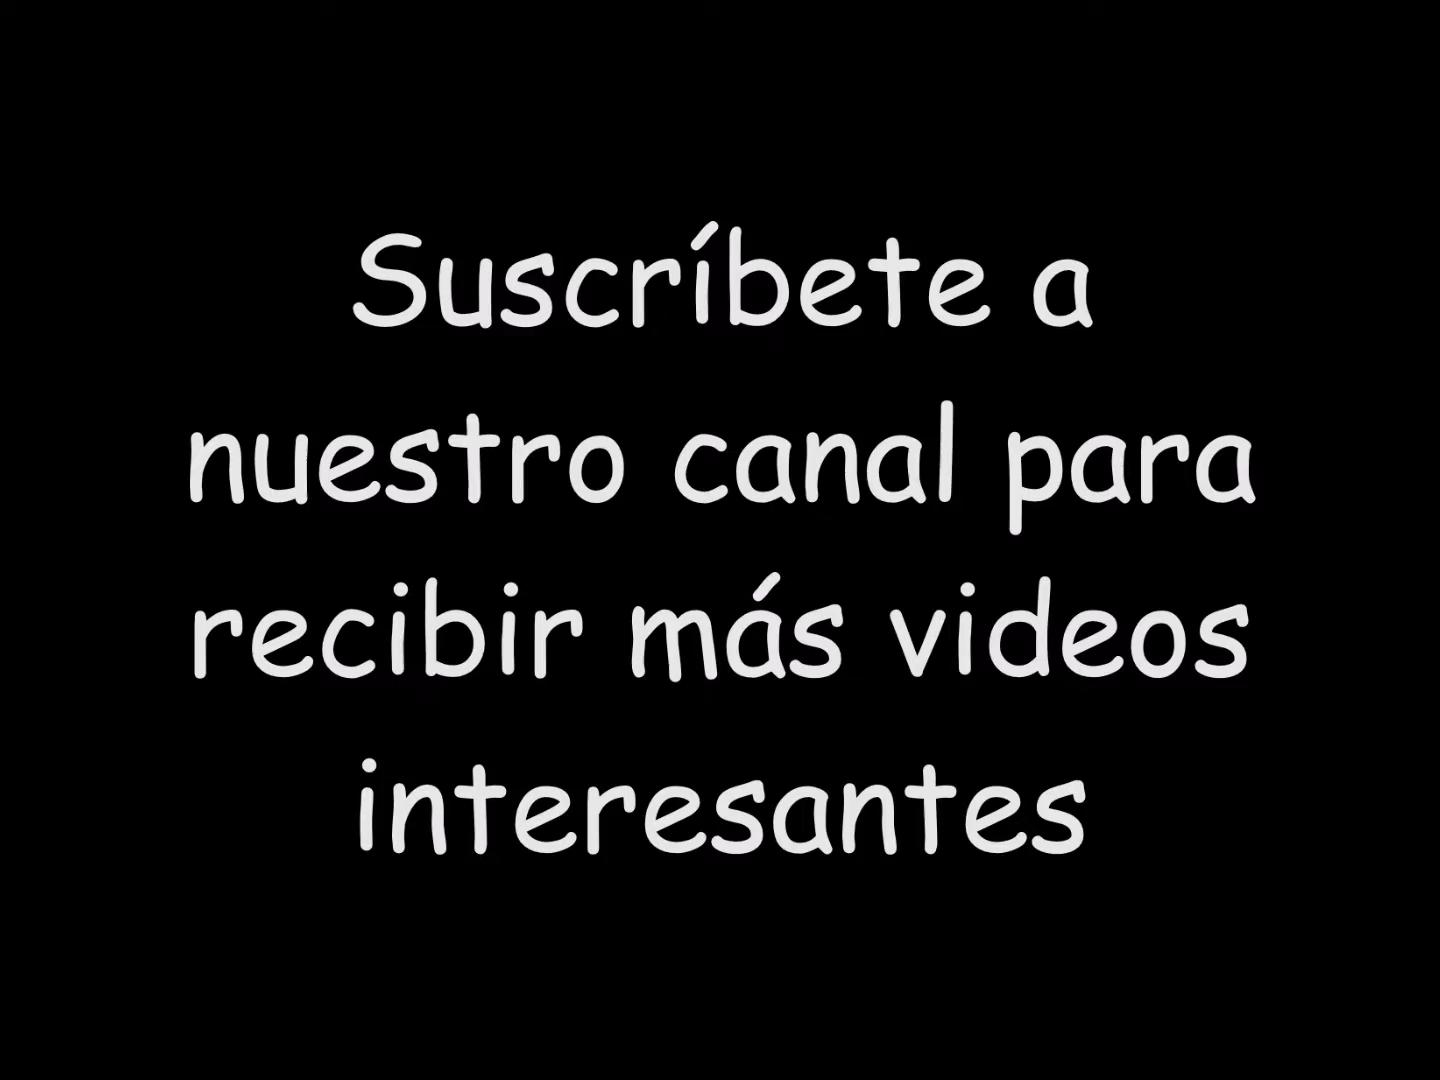 Suscríbete a
nuestro canal para
recibir más videos
interesantes